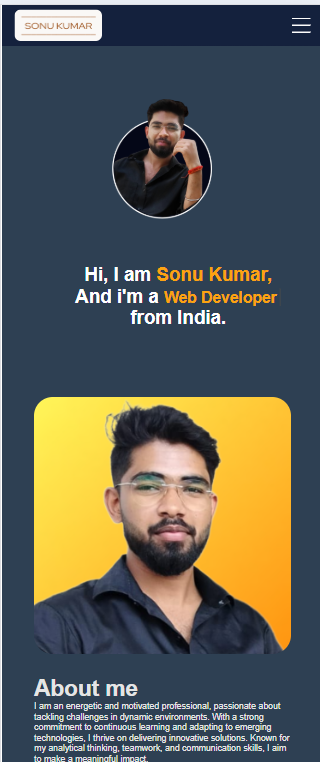 SONU KUMAR
Hi, I am Sonu Kumar,
And i'm a Web Developer
from India.
About me
I am an energetic and motivated professional, passionate about
tackling challenges in dynamic environments. With a strong
commitment to continuous learning and adapting to emerging
technologies, I thrive on delivering innovative solutions. Known for
my analytical thinking, teamwork, and communication skills, I aim
to make a meaningful impact.